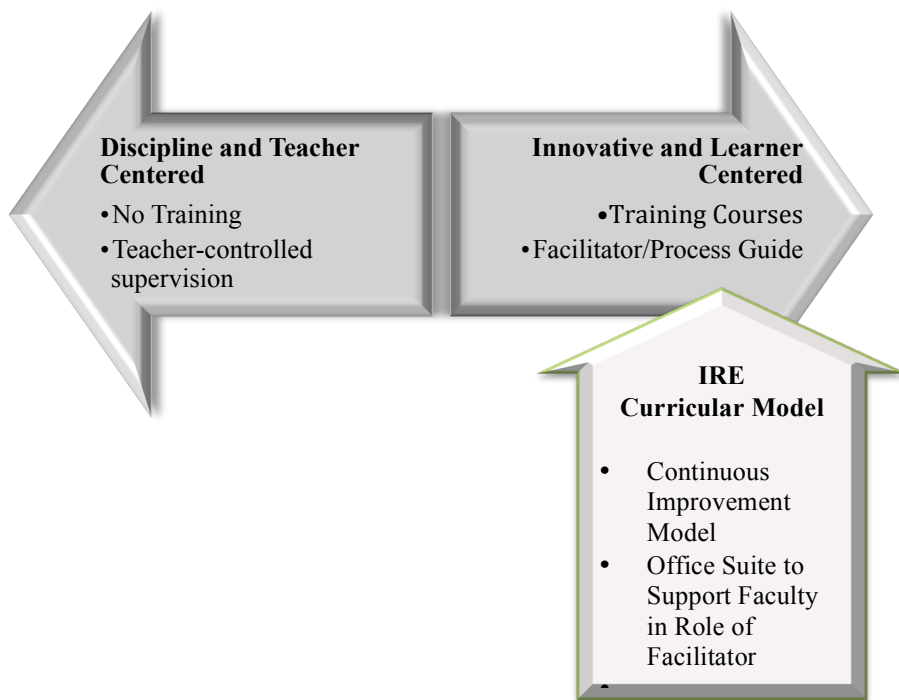 Discipline and Teacher
Centered
•No Training
•Teacher-controlled
supervision
Innovative and Learner
Centered
•Training Courses
•Facilitator/Process Guide
IRE
Curricular Model
• Continuous
Improvement
Model
• Office Suite to
Support Faculty
in Role of
Facilitator
•